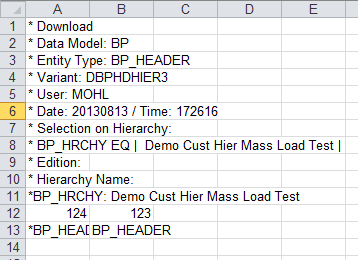 A B C D E
1 * Download
2 * Data Model: BP
3 * Entity Type: BP_HEADER
4 * Variant: DBPHDHIER3
5 * User: MOHL
6 * Date: 20130813 / Time: 172616
7 * Selection on Hierarchy:
8 * BP_HRCHY EQ | Demo Cust Hier Mass Load Test |
9 * Edition:
10 * Hierarchy Name:
11 *BP_HRCHY: Demo Cust Hier Mass Load Test
12 124 123
13 *BP_HEAD BP_HEADER
14